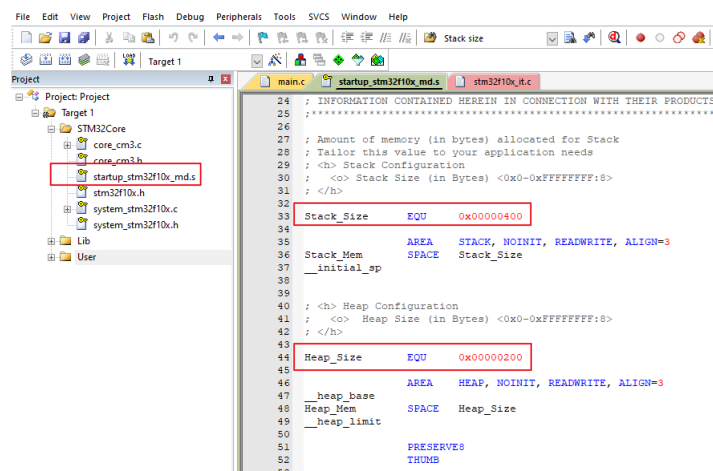 File Edit View Project Flash Debug Peripherals Tools SVCS Window Help
Stack size
Target 1
Project
Project: Project
Target 1
STM32Core
core_cm3.c
core_cm3.h
startup_stm32f10x_md.s
stm32f10x.h
system_stm32f10x.c
system_stm32f10x.h
Lib
User
main.c startup_stm32f10x_md.s stm32f10x_it.c
24 ; INFORMATION CONTAINED HEREIN IN CONNECTION WITH THEIR PRODUCTS
25 ;*******************************************************************
26
27 ; Amount of memory (in bytes) allocated for Stack
28 ; Tailor this value to your application needs
29 ; <h> Stack Configuration
30 ;   <o> Stack Size (in Bytes) <0x0-0xFFFFFFFF:8>
31 ; </h>
32
33 Stack_Size EQU 0x00000400
34
35 AREA STACK, NOINIT, READWRITE, ALIGN=3
36 Stack_Mem SPACE Stack_Size
37 __initial_sp
38
39
40 ; <h> Heap Configuration
41 ;   <o>  Heap Size (in Bytes) <0x0-0xFFFFFFFF:8>
42 ; </h>
43
44 Heap_Size EQU 0x00000200
45
46 AREA HEAP, NOINIT, READWRITE, ALIGN=3
47 __heap_base
48 Heap_Mem SPACE Heap_Size
49 __heap_limit
50
51 PRESERVE8
52 THUMB